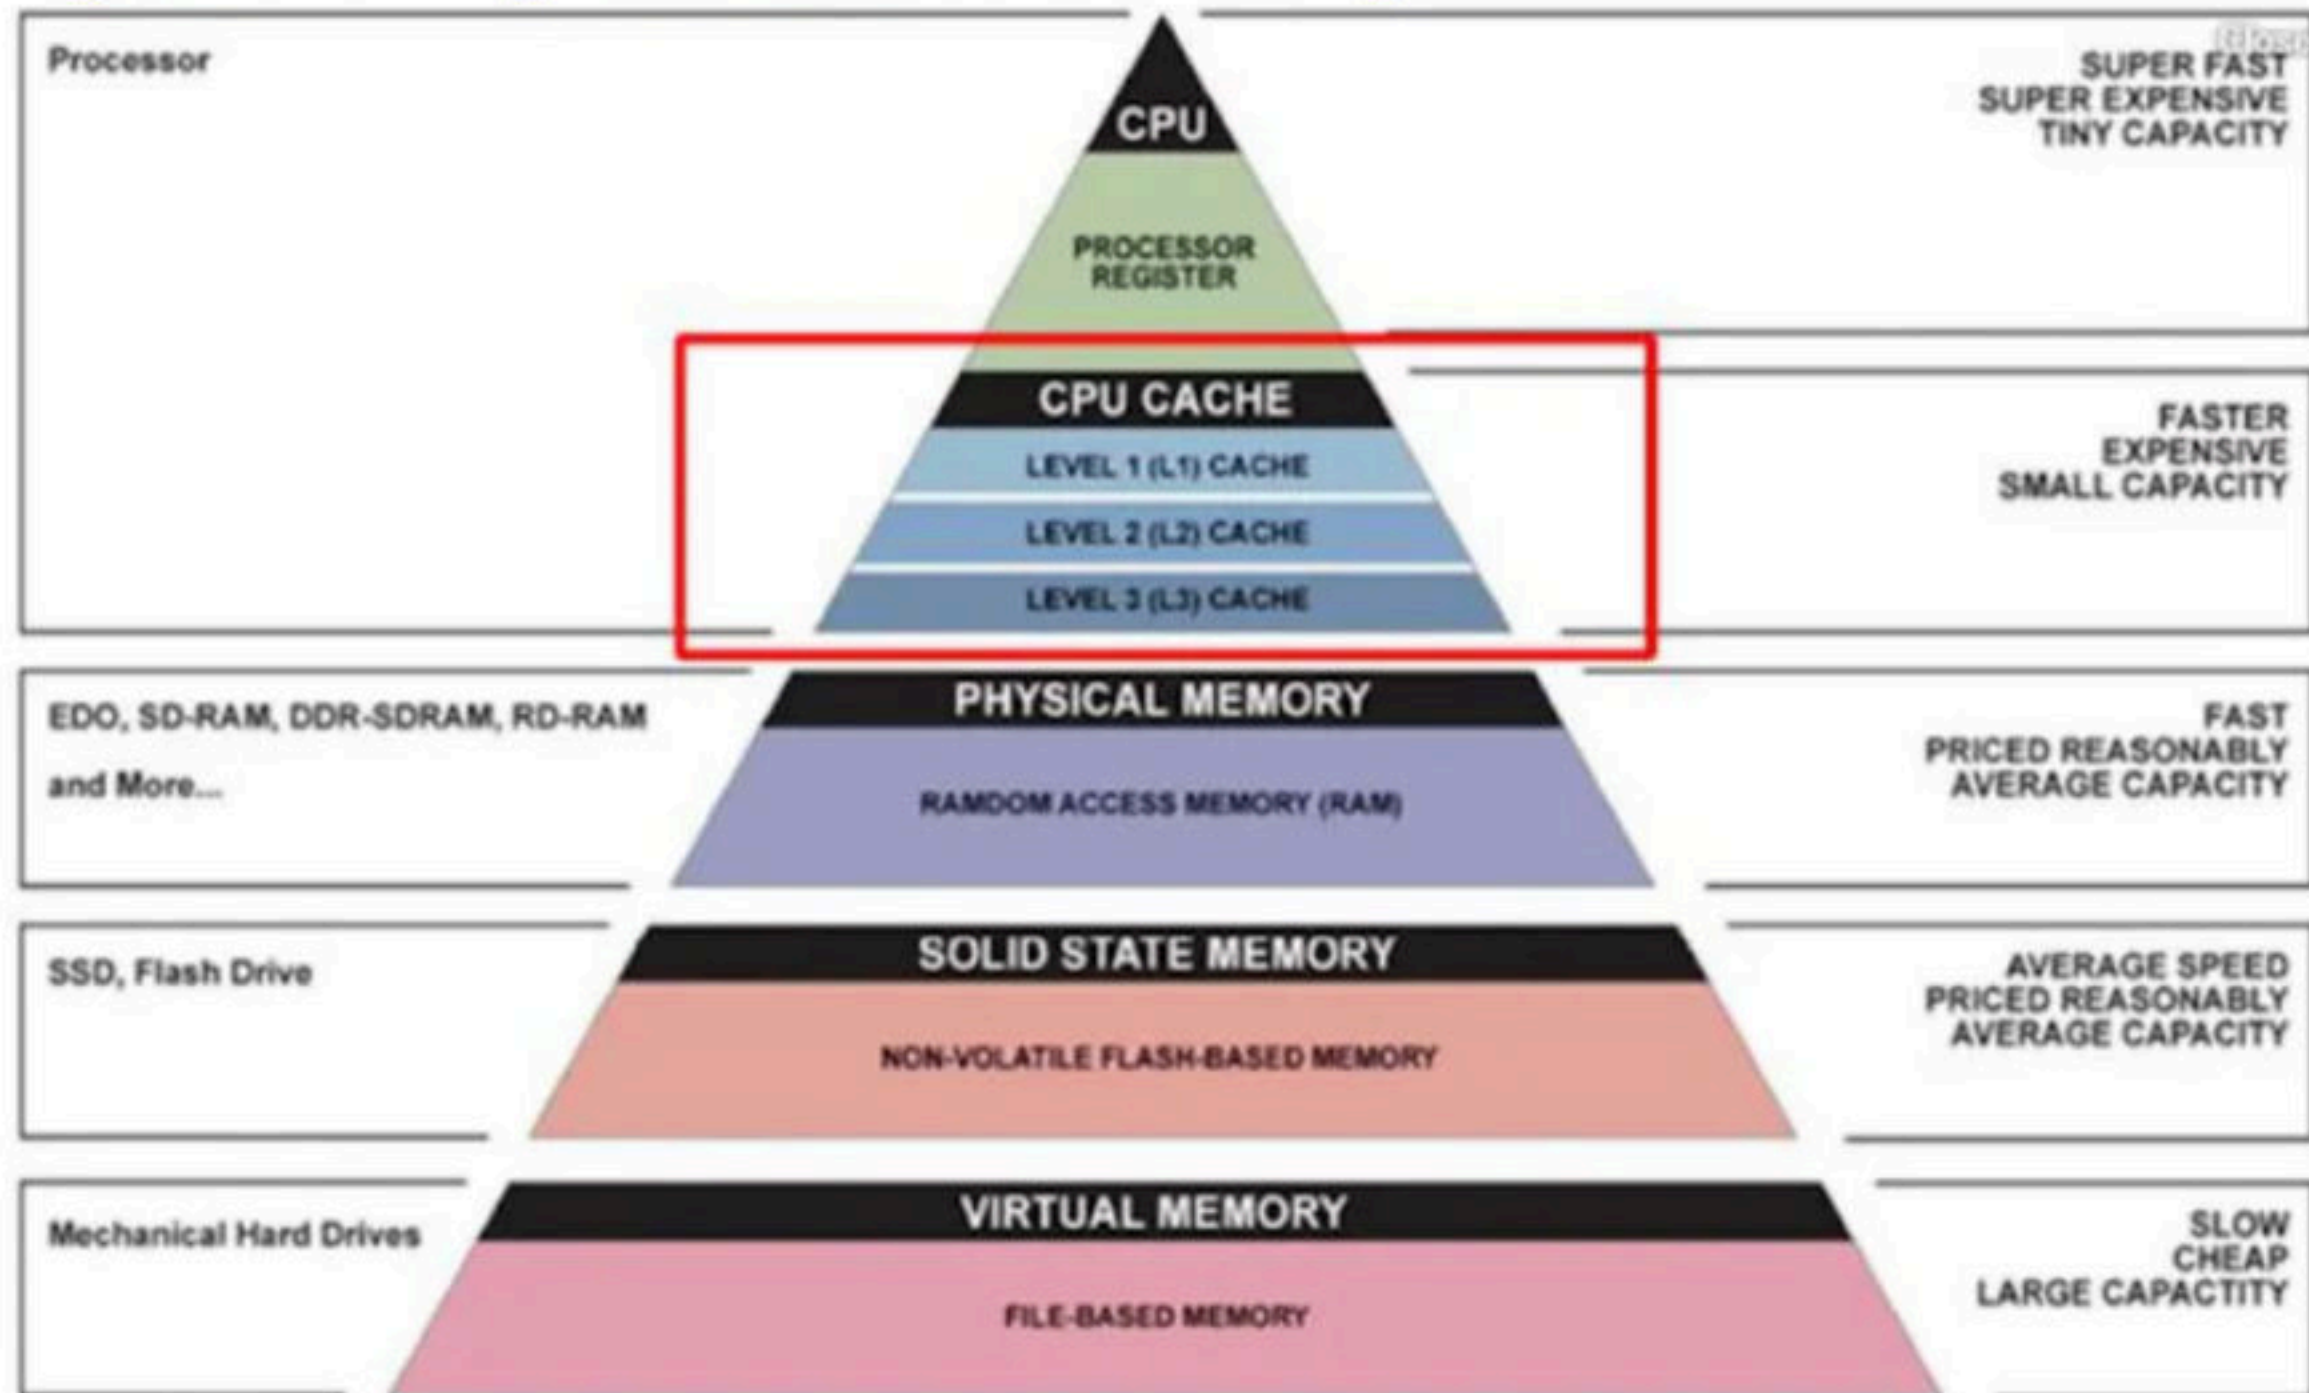 Processor
CPU
SUPER FAST
SUPER EXPENSIVE
TINY CAPACITY
PROCESSOR
REGISTER
CPU CACHE
LEVEL 1 (L1) CACHE
LEVEL 2 (L2) CACHE
LEVEL 3 (L3) CACHE
FASTER
EXPENSIVE
SMALL CAPACITY
EDO, SD-RAM, DDR-SDRAM, RD-RAM
and More...
PHYSICAL MEMORY
RAMDOM ACCESS MEMORY (RAM)
FAST
PRICED REASONABLY
AVERAGE CAPACITY
SSD, Flash Drive
SOLID STATE MEMORY
NON-VOLATILE FLASH-BASED MEMORY
AVERAGE SPEED
PRICED REASONABLY
AVERAGE CAPACITY
Mechanical Hard Drives
VIRTUAL MEMORY
FILE-BASED MEMORY
SLOW
CHEAP
LARGE CAPACTITY